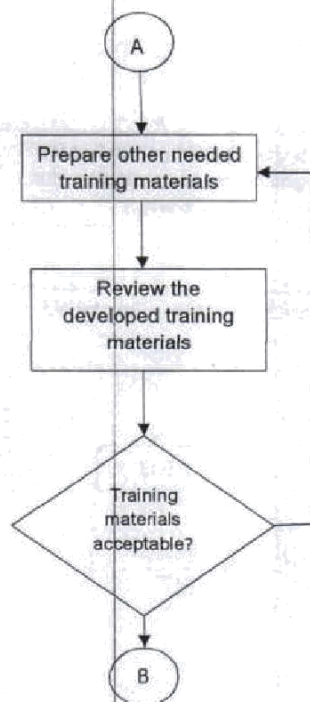 A
Prepare other needed
training materials
Review the
developed training
materials
Training
materials
acceptable?
B